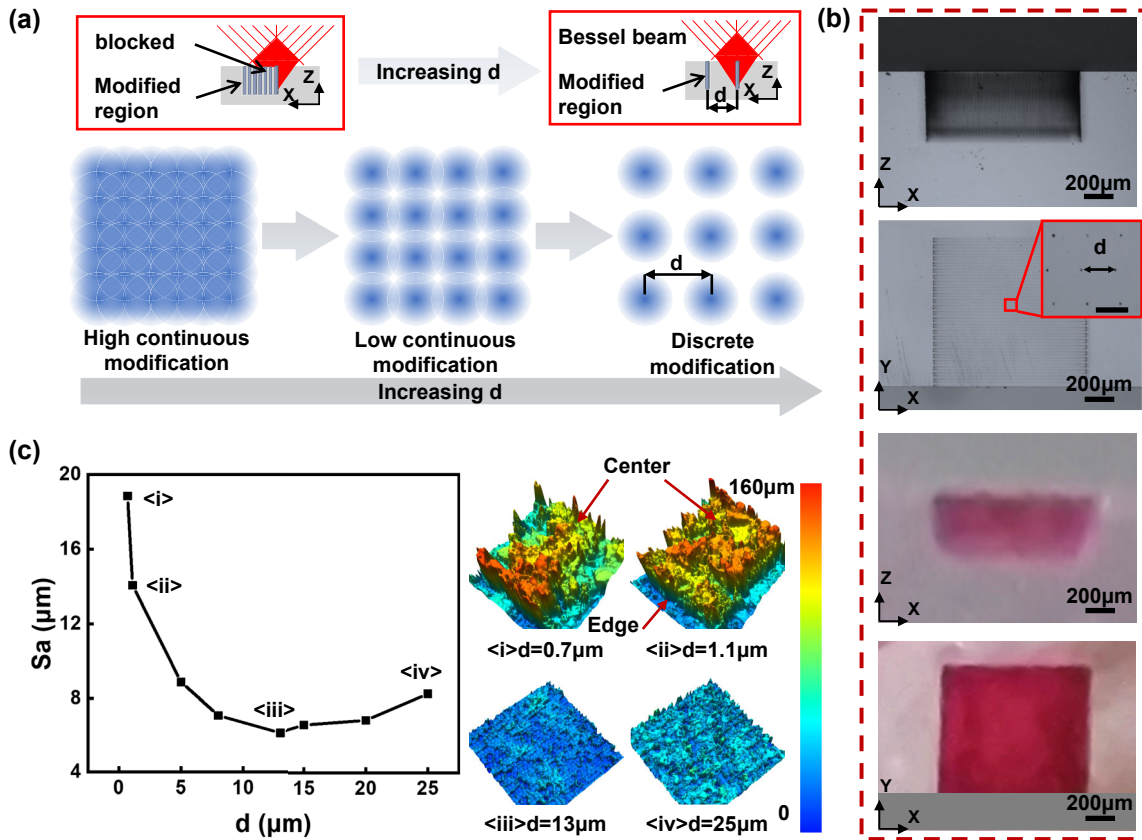 (a)
blocked
Modified
region
Z
X
Increasing d
Bessel beam
Modified
region
d
Z
X
d
High continuous
modification
Low continuous
modification
Discrete
modification
Increasing d
(b)
Z
X
200μm
d
Y
X
200μm
Z
X
200μm
Y
X
200μm
(c)
20
16
12
8
4
Sa (μm)
0
5
10
15
20
25
d (μm)
<i>
<ii>
<iii>
<iv>
Center
Edge
<i>d=0.7μm
<ii>d=1.1μm
<iii>d=13μm
<iv>d=25μm
160μm
0